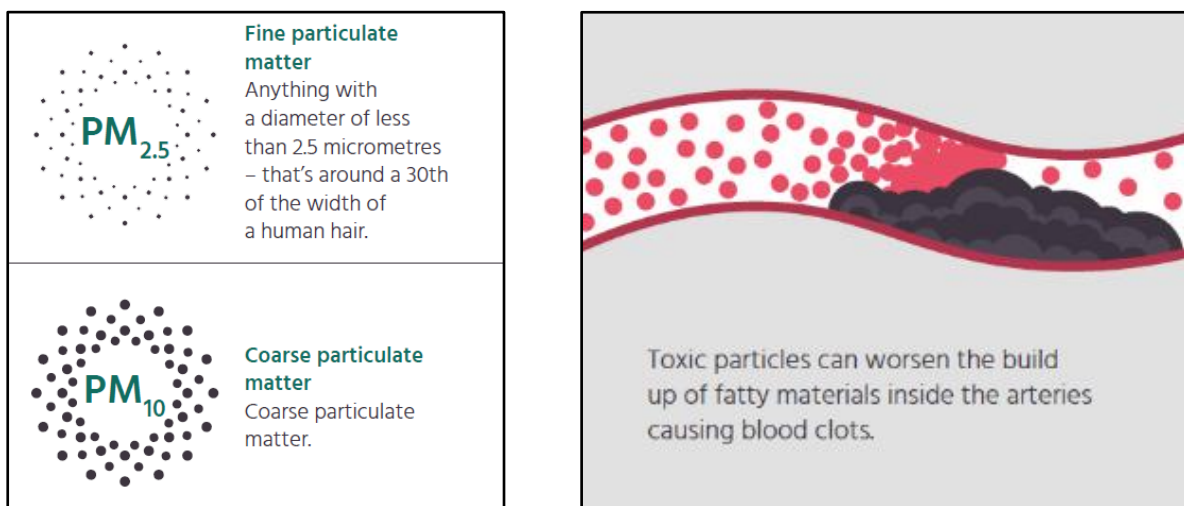 PM2.5
Fine particulate
matter
Anything with
a diameter of less
than 2.5 micrometres
– that's around a 30th
of the width of
a human hair.
PM10
Coarse particulate
matter
Coarse particulate
matter.
Toxic particles can worsen the build
up of fatty materials inside the arteries
causing blood clots.